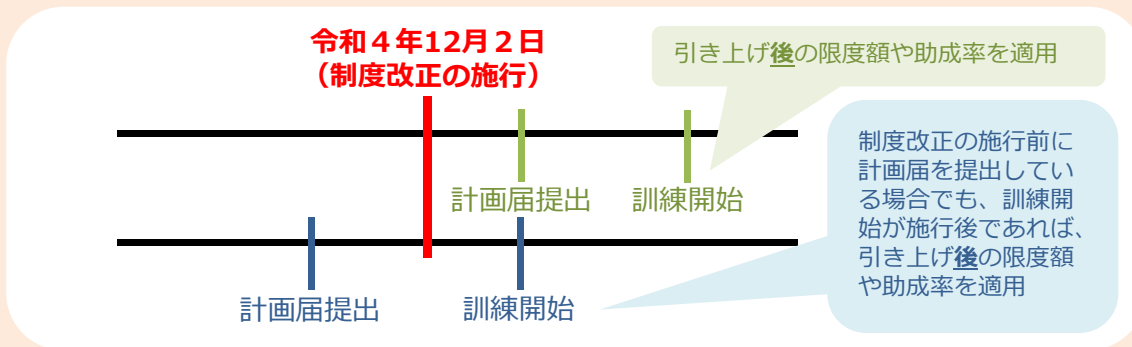 令和４年12月２日
（制度改正の施行）
引き上げ後の限度額や助成率を適用
計画届提出
訓練開始
制度改正の施行前に
計画届を提出してい
る場合でも、訓練開
始が施行後であれば、
引き上げ後の限度額
や助成率を適用
計画届提出
訓練開始